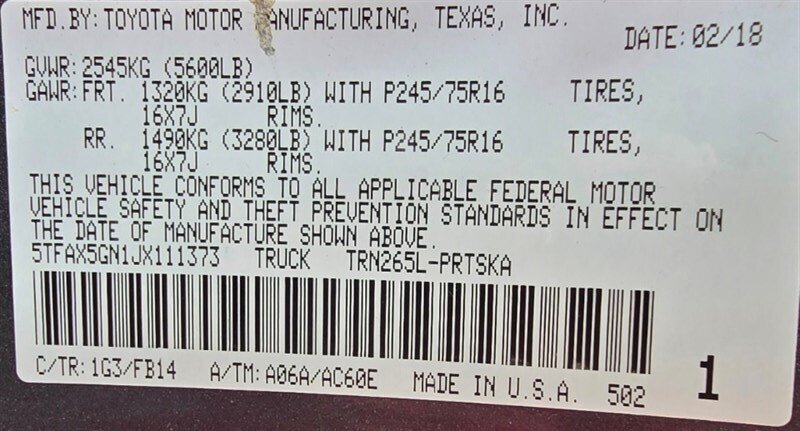 MFD.BY: TOYOTA MOTOR MANUFACTURING, TEXAS, INC.
DATE: 02/18
GVWR: 2545KG (5600LB)
GAWR: FRT. 1320KG (2910LB) WITH P245/75R16 TIRES,
16X7J RIMS.
RR. 1490KG (3280LB) WITH P245/75R16 TIRES,
16X7J RIMS.
THIS VEHICLE CONFORMS TO ALL APPLICABLE FEDERAL MOTOR
VEHICLE SAFETY AND THEFT PREVENTION STANDARDS IN EFFECT ON
THE DATE OF MANUFACTURE SHOWN ABOVE.
5TFAX5GN1JX111373 TRUCK TRN265L-PRTSKA
C/TR: 1G3/FB14 A/TM: A06A/AC60E MADE IN U.S.A. 502 1